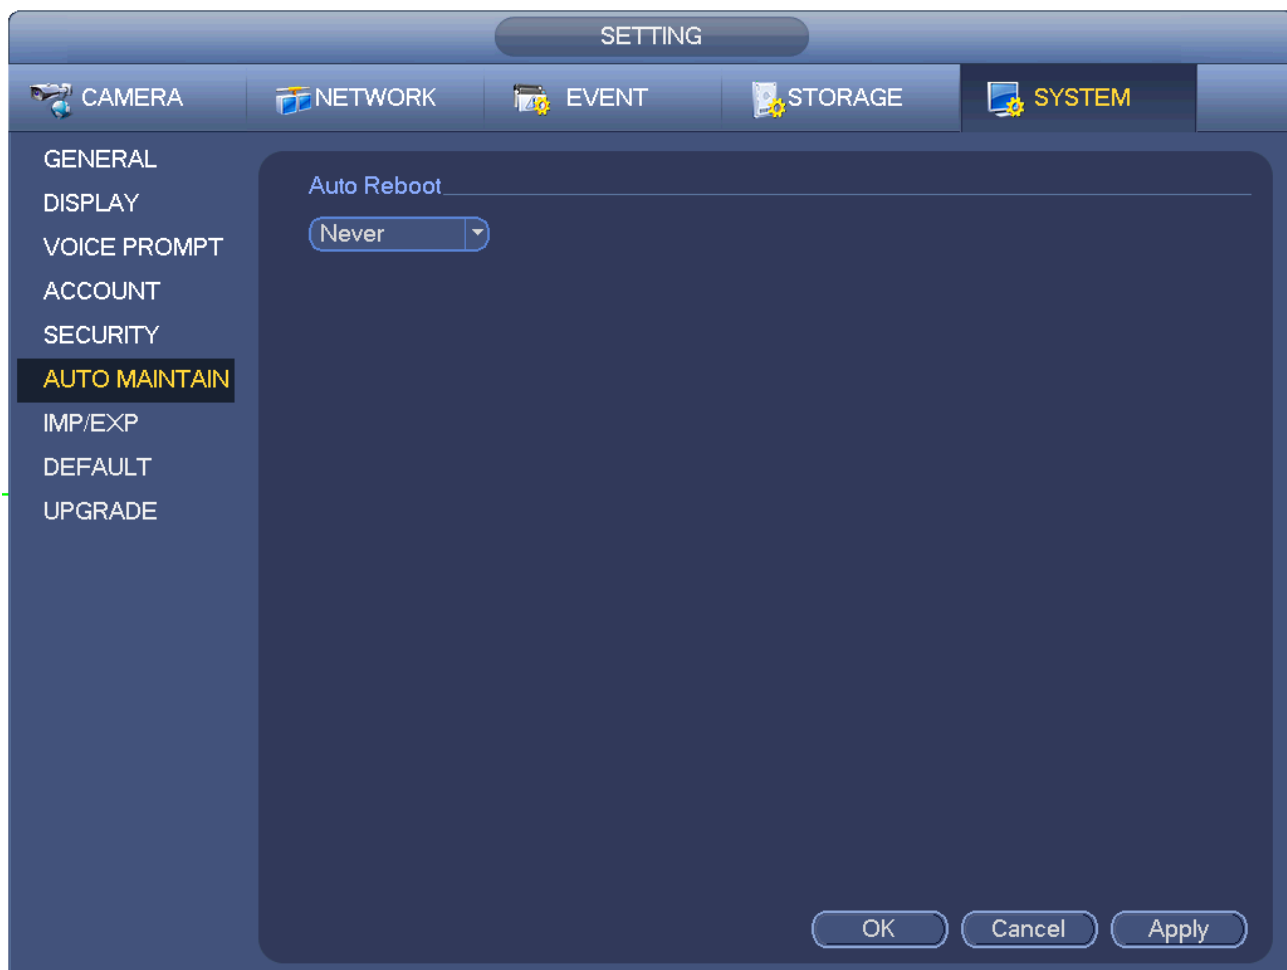 SETTING
CAMERA
NETWORK
EVENT
STORAGE
SYSTEM
GENERAL
DISPLAY
VOICE PROMPT
ACCOUNT
SECURITY
AUTO MAINTAIN
IMP/EXP
DEFAULT
UPGRADE
Auto Reboot
Never
OK
Cancel
Apply